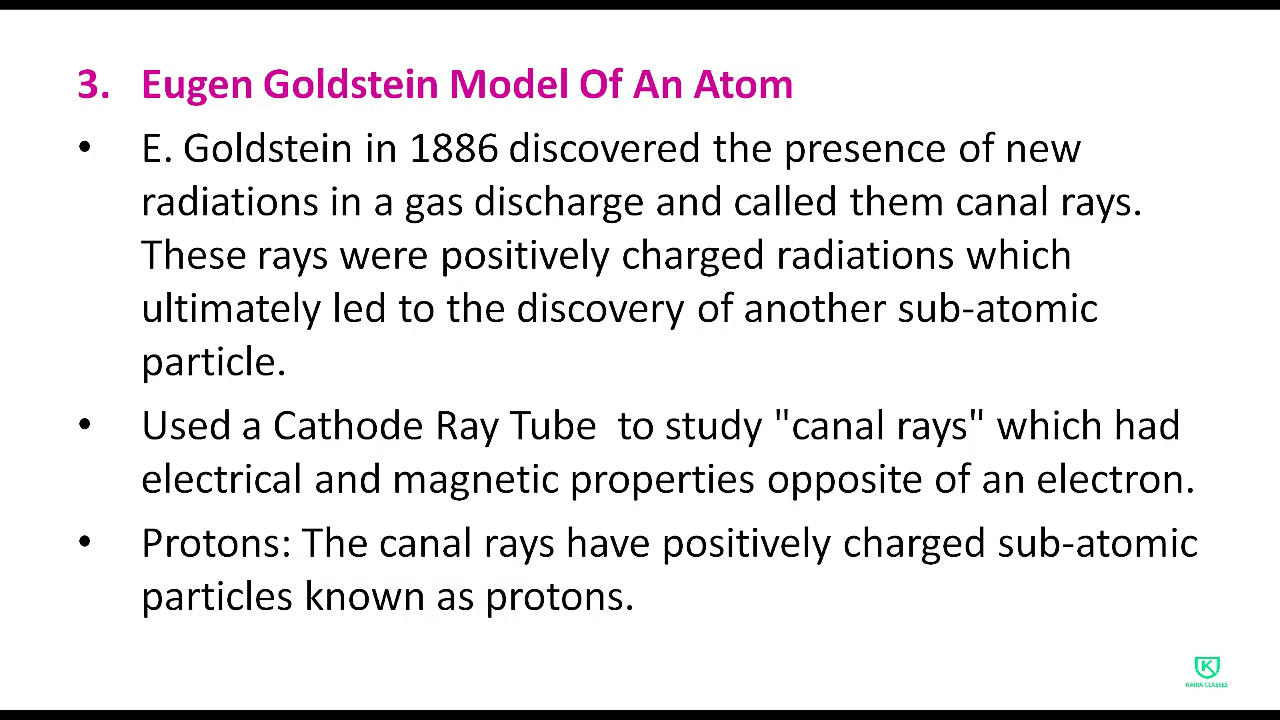 3. Eugen Goldstein Model Of An Atom
• E. Goldstein in 1886 discovered the presence of new
radiations in a gas discharge and called them canal rays.
These rays were positively charged radiations which
ultimately led to the discovery of another sub-atomic
particle.
• Used a Cathode Ray Tube to study "canal rays" which had
electrical and magnetic properties opposite of an electron.
• Protons: The canal rays have positively charged sub-atomic
particles known as protons.
K
CLASSES